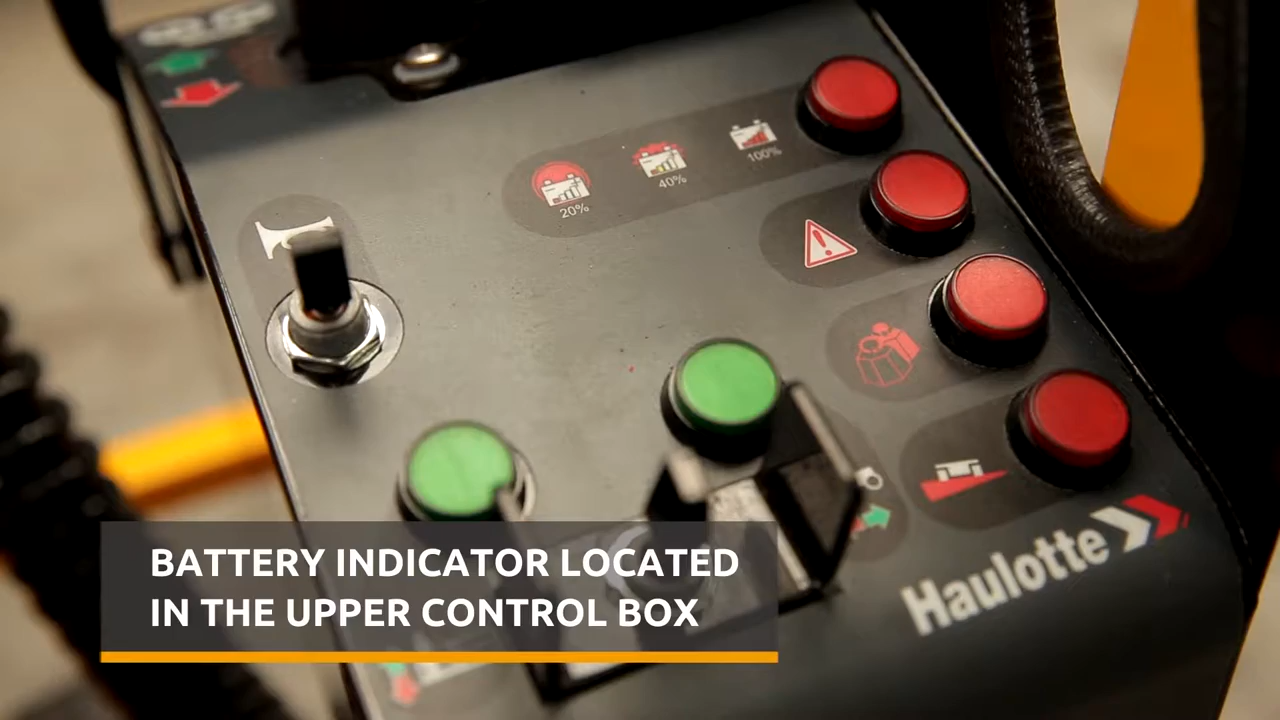 20%
40%
100%
Haulotte
BATTERY INDICATOR LOCATED
IN THE UPPER CONTROL BOX